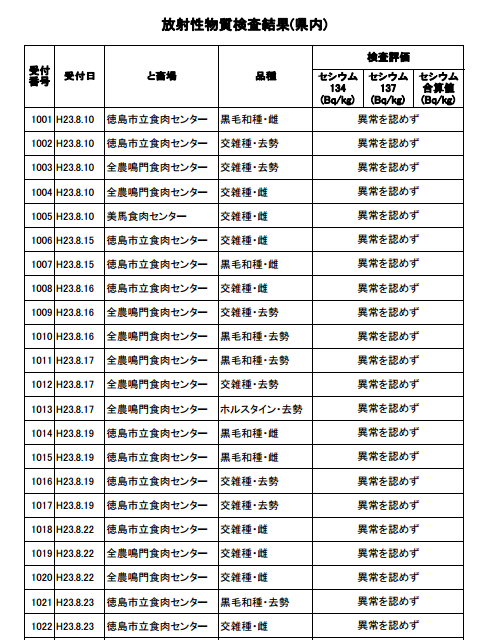 放射性物質検査結果(県内)
受付番号 受付日 と畜場 品種 検査評価
セシウム134(Bq/kg) セシウム137(Bq/kg) セシウム合算値(Bq/kg)
1001 H23.8.10 徳島市立食肉センター 黒毛和種・雌 異常を認めず
1002 H23.8.10 徳島市立食肉センター 交雑種・去勢 異常を認めず
1003 H23.8.10 全農鳴門食肉センター 交雑種・去勢 異常を認めず
1004 H23.8.10 全農鳴門食肉センター 交雑種・雌 異常を認めず
1005 H23.8.10 美馬食肉センター 交雑種・雌 異常を認めず
1006 H23.8.15 徳島市立食肉センター 交雑種・雌 異常を認めず
1007 H23.8.15 徳島市立食肉センター 黒毛和種・雌 異常を認めず
1008 H23.8.16 徳島市立食肉センター 交雑種・雌 異常を認めず
1009 H23.8.16 全農鳴門食肉センター 交雑種・去勢 異常を認めず
1010 H23.8.16 全農鳴門食肉センター 黒毛和種・去勢 異常を認めず
1011 H23.8.17 全農鳴門食肉センター 黒毛和種・去勢 異常を認めず
1012 H23.8.17 全農鳴門食肉センター 交雑種・去勢 異常を認めず
1013 H23.8.17 全農鳴門食肉センター ホルスタイン・去勢 異常を認めず
1014 H23.8.19 徳島市立食肉センター 黒毛和種・雌 異常を認めず
1015 H23.8.19 徳島市立食肉センター 黒毛和種・雌 異常を認めず
1016 H23.8.19 徳島市立食肉センター 交雑種・去勢 異常を認めず
1017 H23.8.19 徳島市立食肉センター 交雑種・去勢 異常を認めず
1018 H23.8.22 徳島市立食肉センター 交雑種・雌 異常を認めず
1019 H23.8.22 全農鳴門食肉センター 交雑種・雌 異常を認めず
1020 H23.8.22 全農鳴門食肉センター 交雑種・雌 異常を認めず
1021 H23.8.23 徳島市立食肉センター 黒毛和種・去勢 異常を認めず
1022 H23.8.23 徳島市立食肉センター 交雑種・雌 異常を認めず